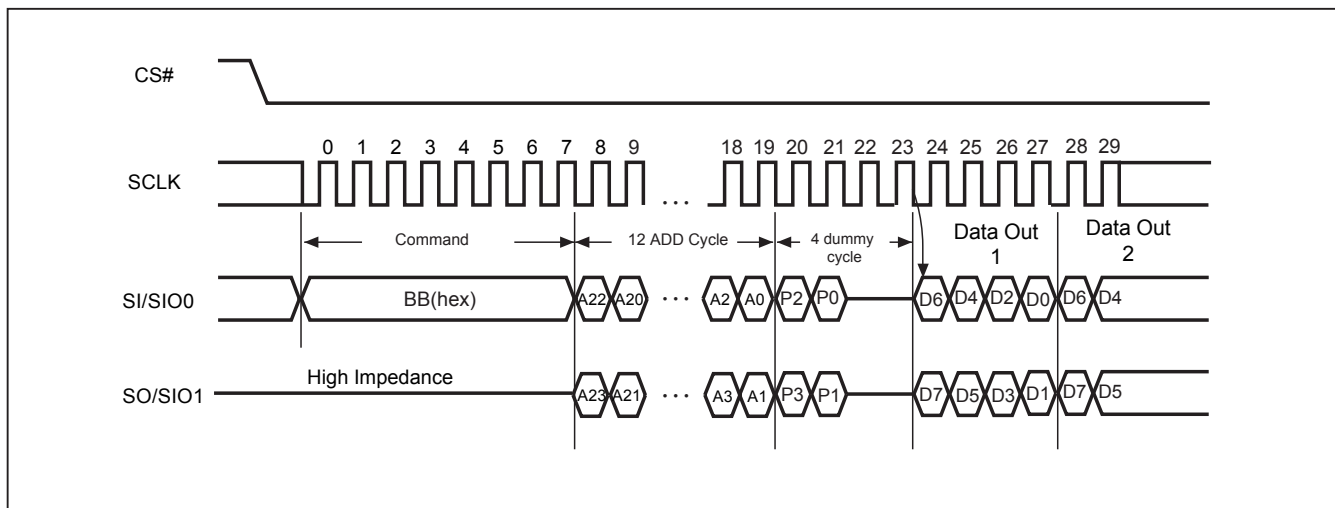 CS#
0 1 2 3 4 5 6 7 8 9 18 19 20 21 22 23 24 25 26 27 28 29
SCLK
...
Command 12 ADD Cycle 4 dummy cycle Data Out 1 Data Out 2
SI/SIO0 BB(hex) A22 A20 ... A2 A0 P2 P0 D6 D4 D2 D0 D6 D4
High Impedance
SO/SIO1 A23 A21 ... A3 A1 P3 P1 D7 D5 D3 D1 D7 D5